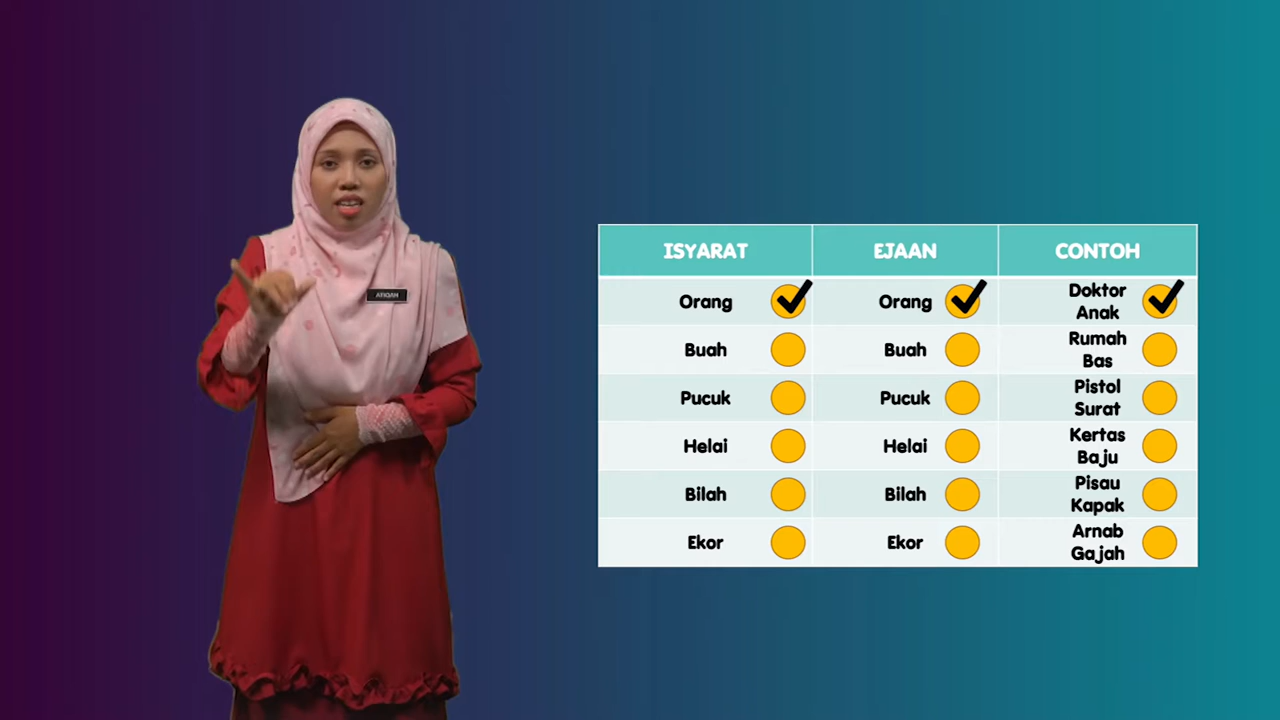 AFIQAH
ISYARAT EJAAN CONTOH
Orang Orang Doktor
Anak
Buah Buah Rumah
Bas
Pucuk Pucuk Pistol
Surat
Helai Helai Kertas
Baju
Bilah Bilah Pisau
Kapak
Ekor Ekor Arnab
Gajah